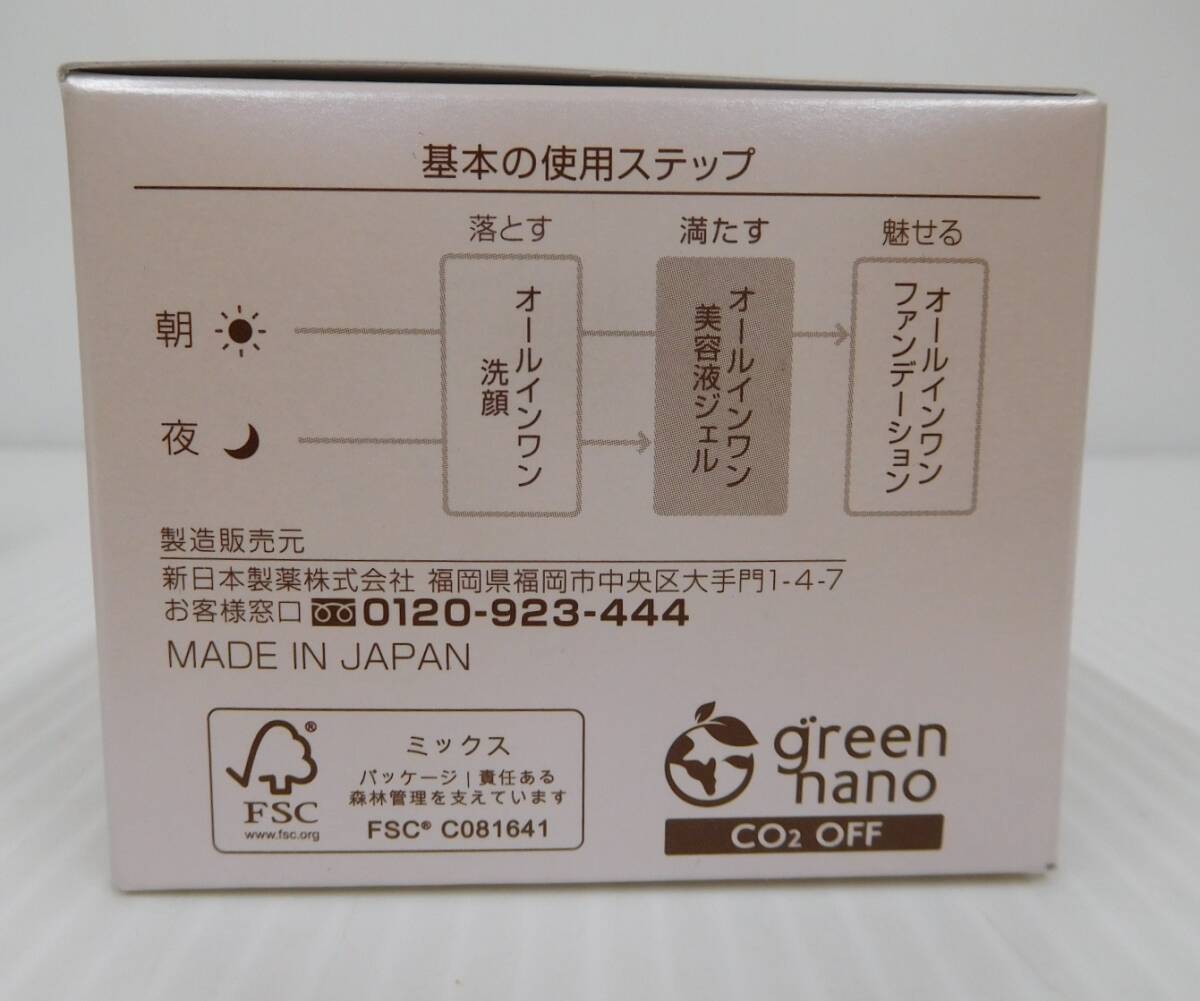 基本の使用ステップ
落とす 満たす 魅せる
朝
夜
オールインワン
洗顔
オールインワン
美容液ジェル
オールインワン
ファンデーション
製造販売元
新日本製薬株式会社 福岡県福岡市中央区大手門1-4-7
お客様窓口 0120-923-444
MADE IN JAPAN
®
FSC
www.fsc.org
ミックス
パッケージ|責任ある
森林管理を支えています
FSC® C081641
green
nano
CO2 OFF